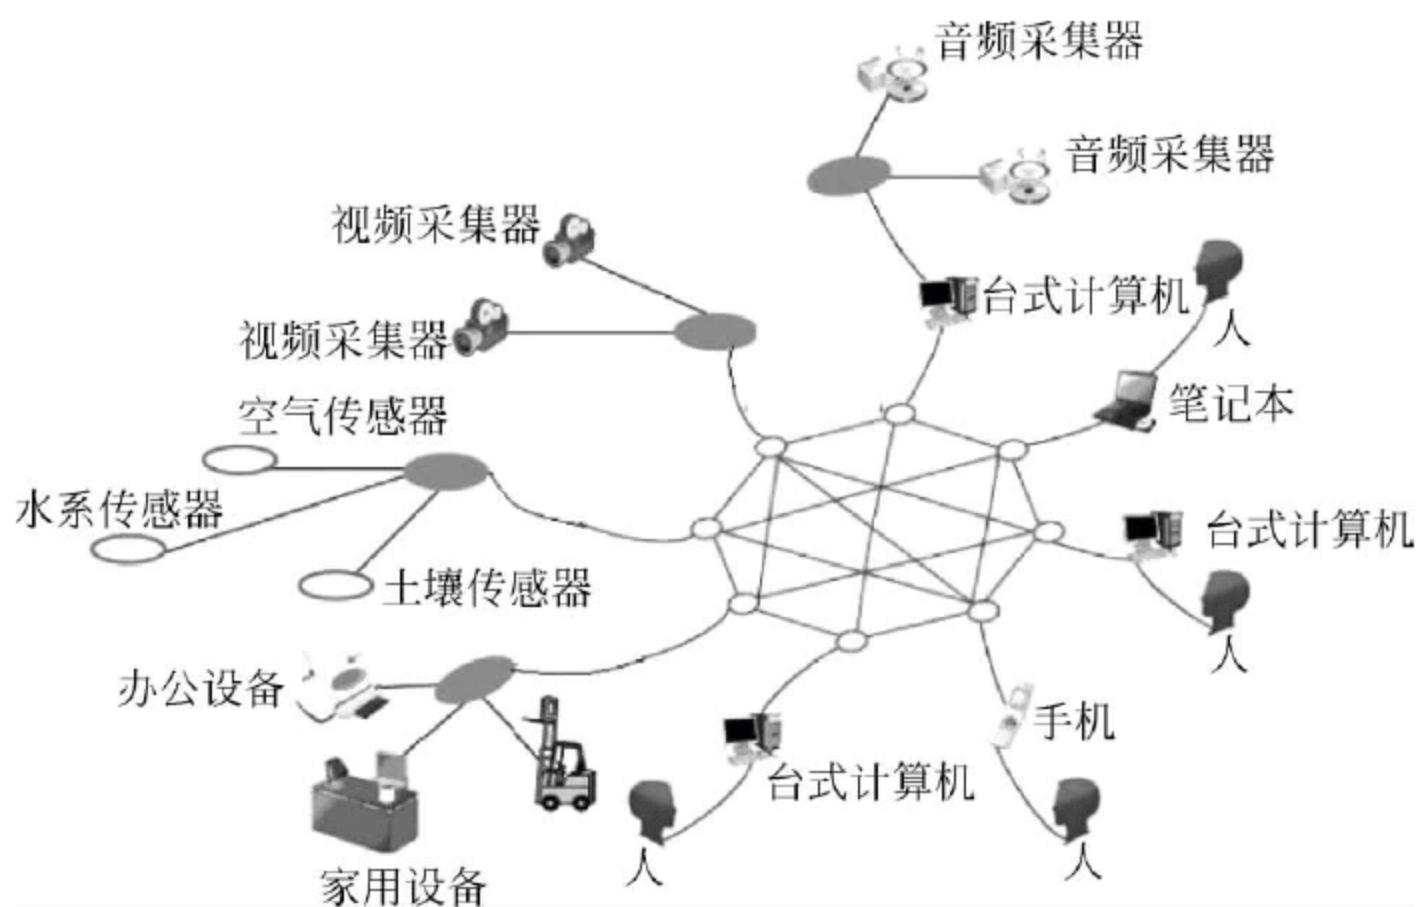 音频采集器
音频采集器
视频采集器
台式计算机
人
视频采集器
笔记本
空气传感器
水系传感器
台式计算机
土壤传感器
人
办公设备
手机
台式计算机
人
人
家用设备